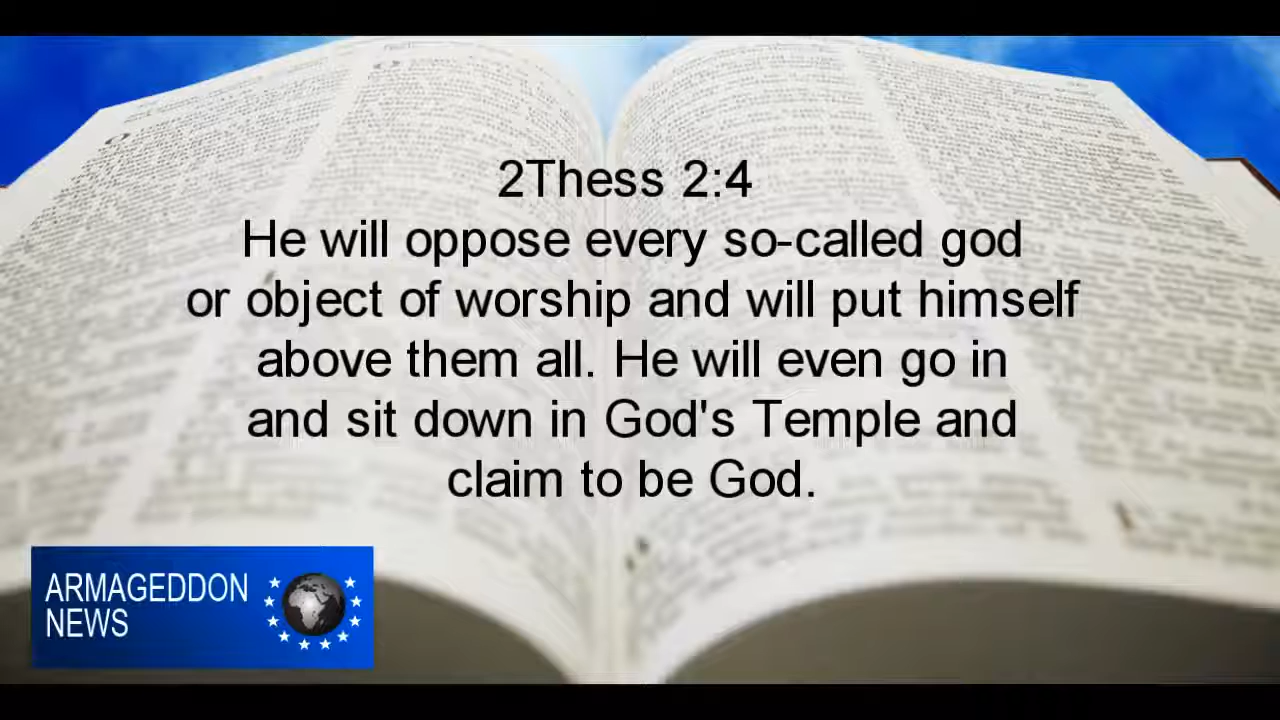 2Thess 2:4
He will oppose every so-called god
or object of worship and will put himself
above them all. He will even go in
and sit down in God's Temple and
claim to be God.
ARMAGEDDON
NEWS